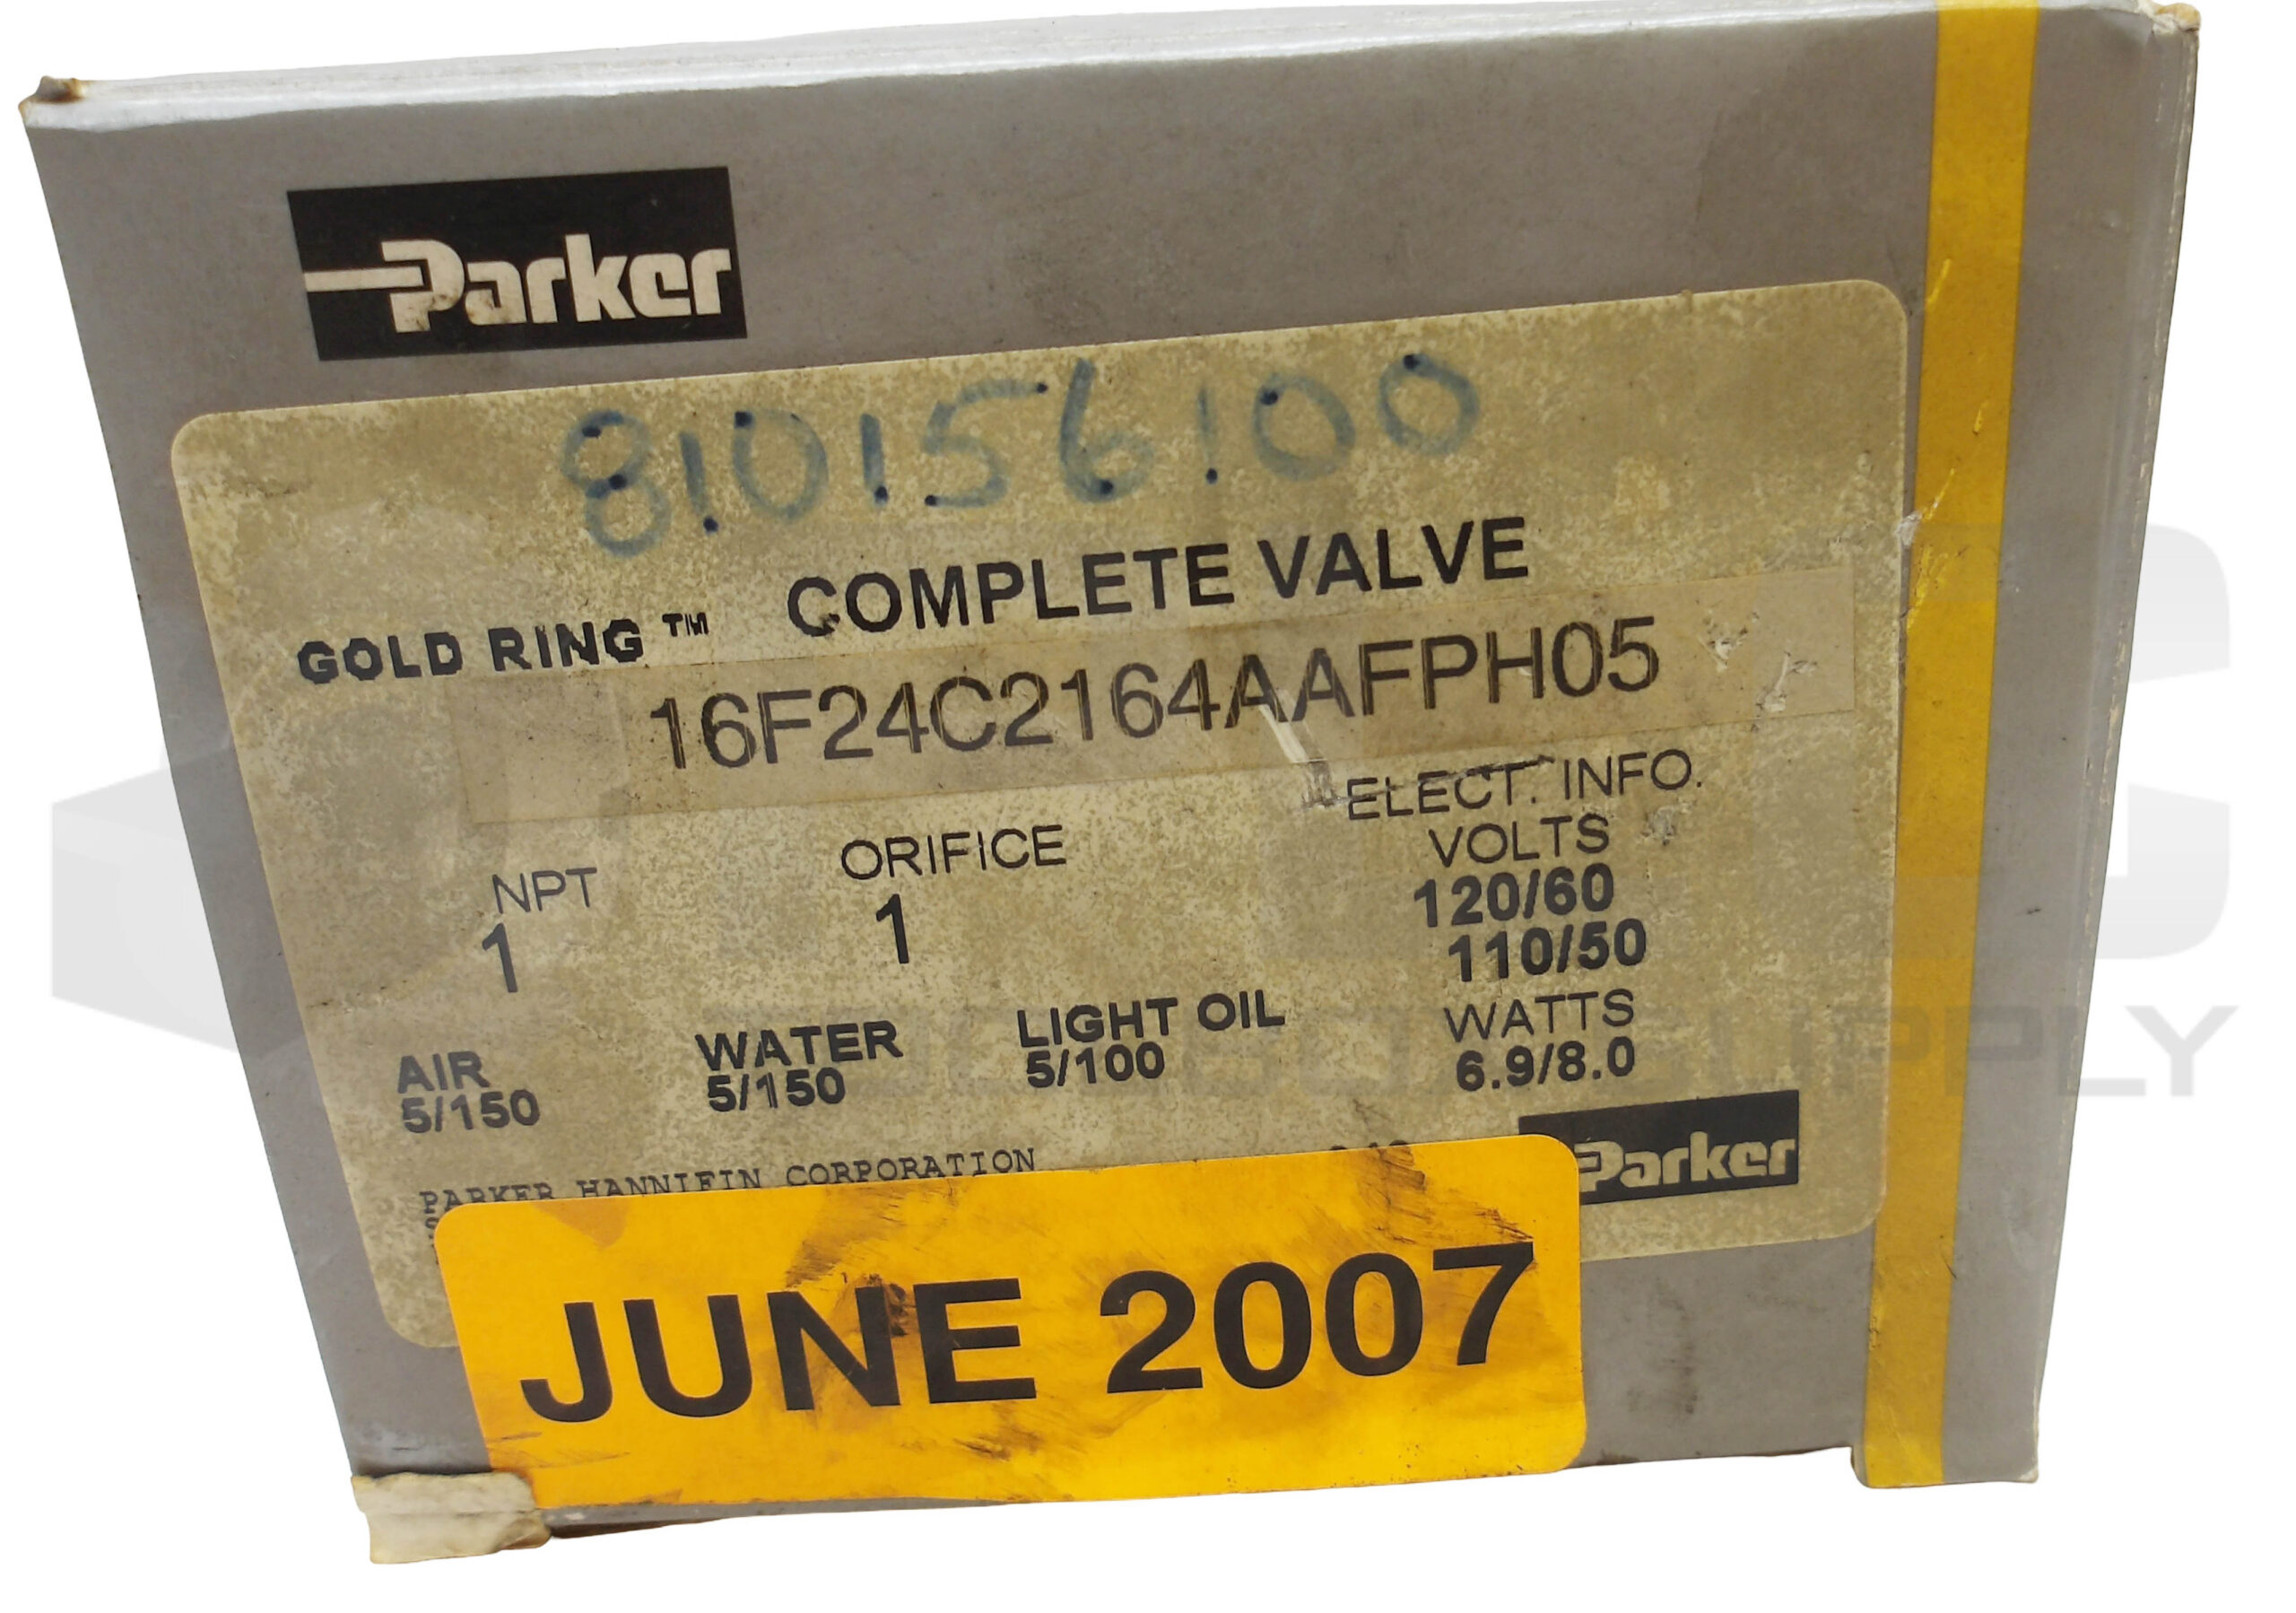 Parker
810156100
GOLD RING™ COMPLETE VALVE
16F24C2164AAFPH05
NPT ORIFICE ELECT. INFO.
1 1 VOLTS
120/60
110/50
AIR WATER LIGHT OIL WATTS
5/150 5/150 5/100 6.9/8.0
PARKER HANNIFIN CORPORATION
Parker
JUNE 2007
SUPPLY